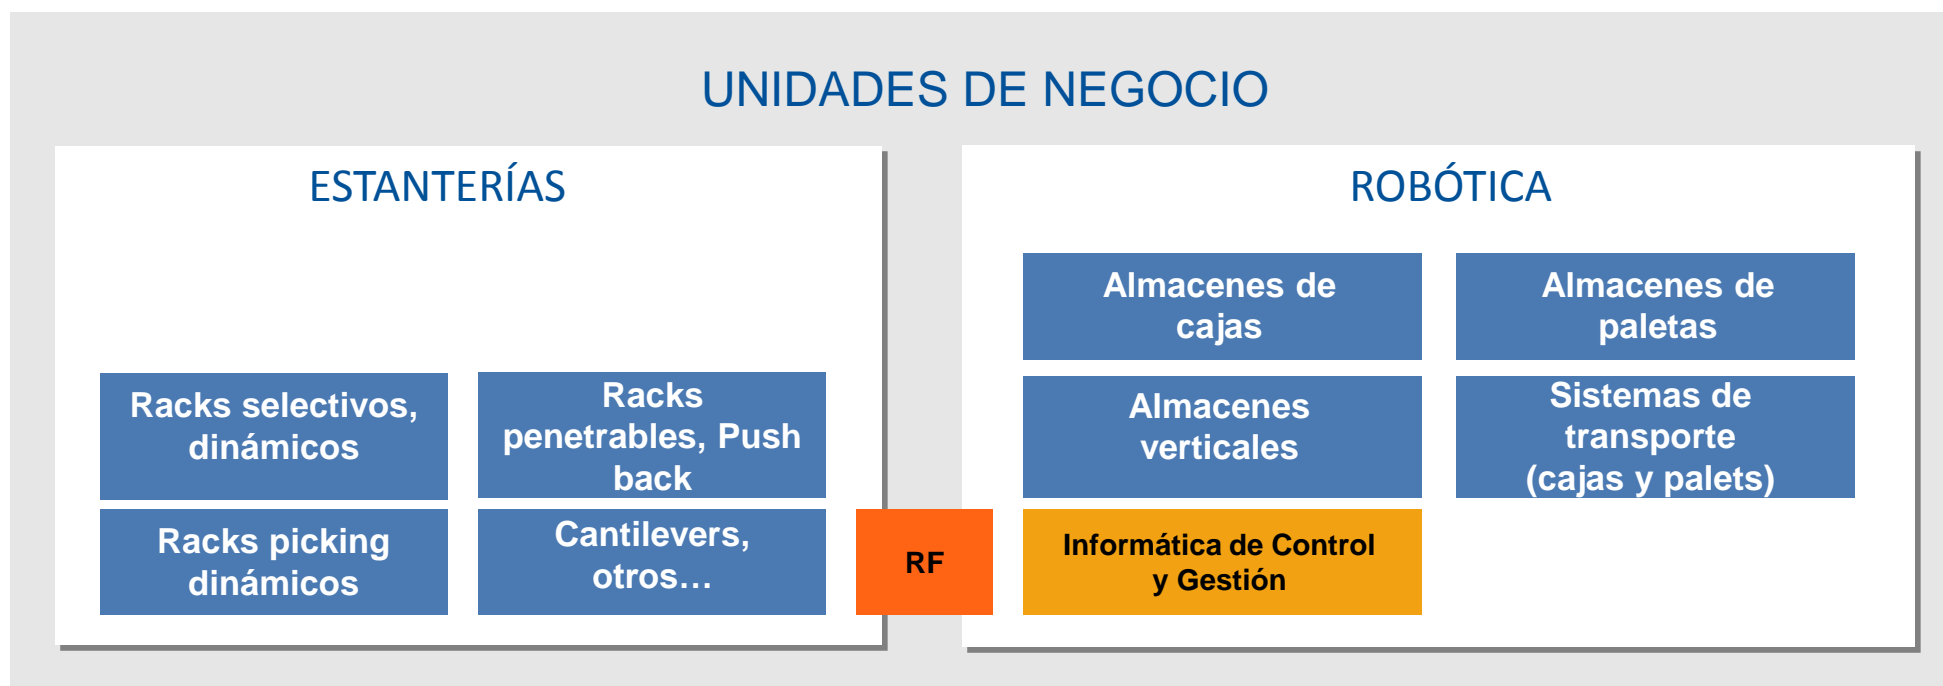 UNIDADES DE NEGOCIO
ESTANTERÍAS
Racks selectivos,
dinámicos
Racks
penetrables, Push
back
Racks picking
dinámicos
Cantilevers,
otros…
RF
ROBÓTICA
Almacenes de
cajas
Almacenes de
paletas
Almacenes
verticales
Sistemas de
transporte
(cajas y palets)
Informática de Control
y Gestión